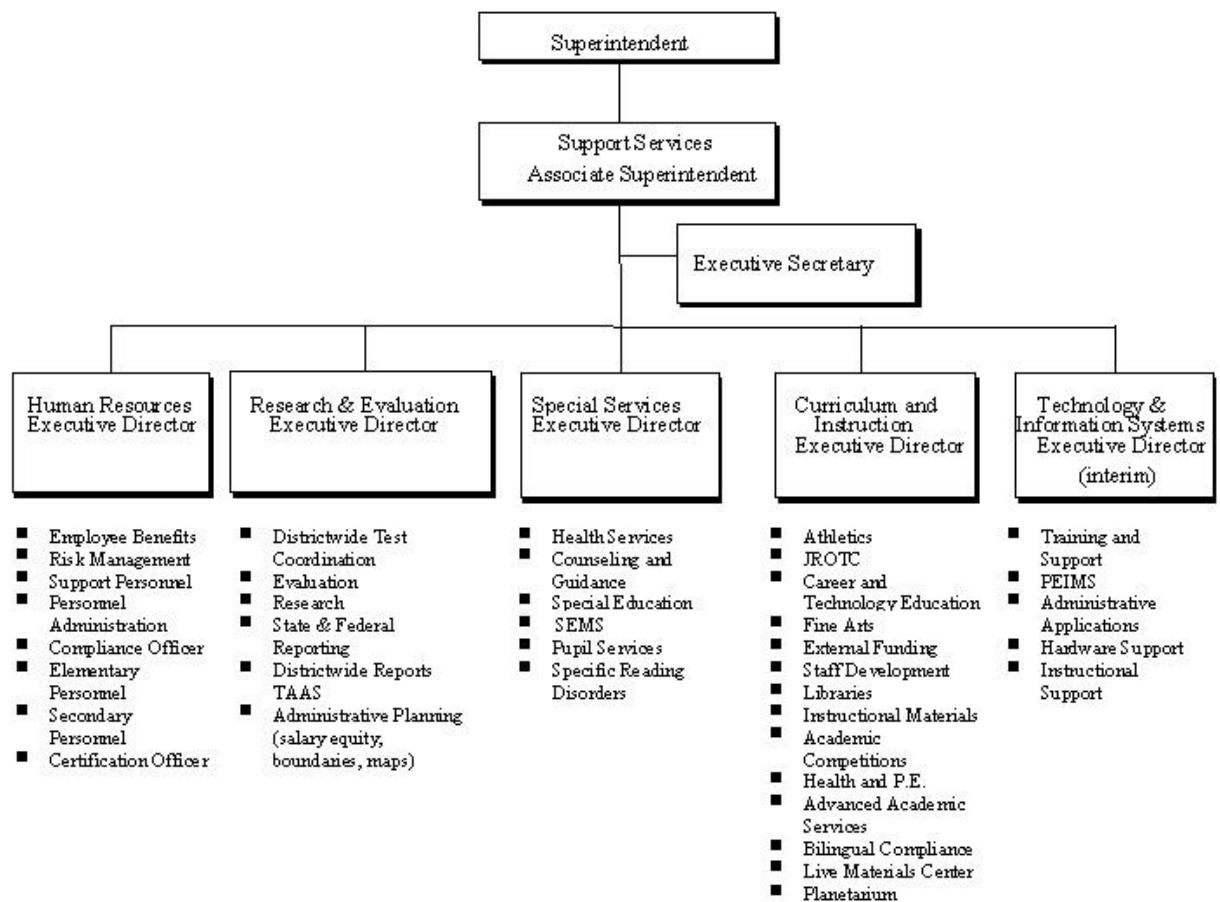 Superintendent
Support Services
Associate Superintendent
Executive Secretary
Human Resources
Executive Director
Research & Evaluation
Executive Director
Special Services
Executive Director
Curriculum and
Instruction
Executive Director
Technology &
Information Systems
Executive Director
(interim)
■ Employee Benefits
■ Risk Management
■ Support Personnel
■ Personnel
Administration
■ Compliance Officer
■ Elementary
Personnel
■ Secondary
Personnel
■ Certification Officer
■ Districtwide Test
Coordination
■ Evaluation
■ Research
■ State & Federal
Reporting
■ Districtwide Reports
TAAS
■ Administrative Planning
(salary equity,
boundaries, maps)
■ Health Services
■ Counseling and
Guidance
■ Special Education
■ SEMS
■ Pupil Services
■ Specific Reading
Disorders
■ Athletics
■ JROTC
■ Career and
Technology Education
■ Fine Arts
■ External Funding
■ Staff Development
■ Libraries
■ Instructional Materials
■ Academic
Competitions
■ Health and P.E.
■ Advanced Academic
Services
■ Bilingual Compliance
■ Live Materials Center
■ Planetarium
■ Training and
Support
■ PEIMS
■ Administrative
Applications
■ Hardware Support
■ Instructional
Support